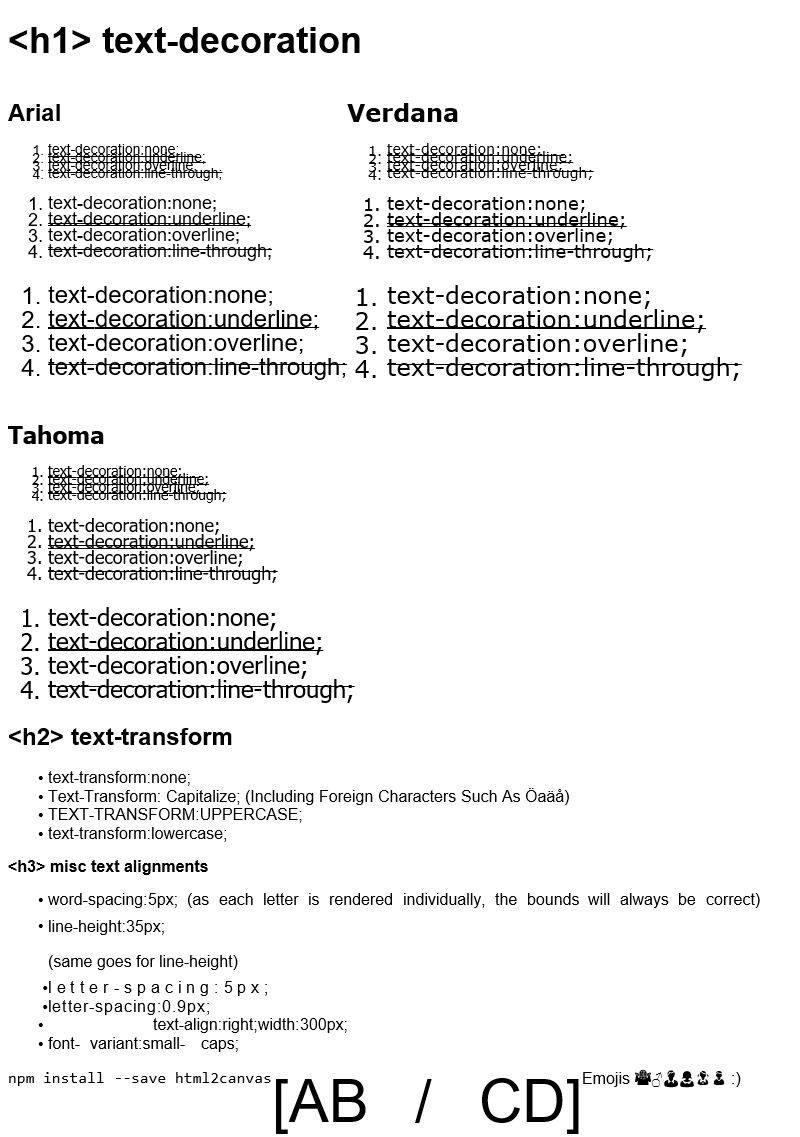 <h1> text-decoration
Arial
1. text-decoration:none;
2. text-decoration:underline;
3. text-decoration:overline;
4. text-decoration:line-through;
1. text-decoration:none;
2. text-decoration:underline;
3. text-decoration:overline;
4. text-decoration:line-through;
1. text-decoration:none;
2. text-decoration:underline;
3. text-decoration:overline;
4. text-decoration:line-through;
Verdana
1. text-decoration:none;
2. text-decoration:underline;
3. text-decoration:overline;
4. text-decoration:line-through;
1. text-decoration:none;
2. text-decoration:underline;
3. text-decoration:overline;
4. text-decoration:line-through;
1. text-decoration:none;
2. text-decoration:underline;
3. text-decoration:overline;
4. text-decoration:line-through;
Tahoma
1. text-decoration:none;
2. text-decoration:underline;
3. text-decoration:overline;
4. text-decoration:line-through;
1. text-decoration:none;
2. text-decoration:underline;
3. text-decoration:overline;
4. text-decoration:line-through;
1. text-decoration:none;
2. text-decoration:underline;
3. text-decoration:overline;
4. text-decoration:line-through;
<h2> text-transform
• text-transform:none;
• Text-Transform: Capitalize; (Including Foreign Characters Such As Öaäå)
• TEXT-TRANSFORM:UPPERCASE;
• text-transform:lowercase;
<h3> misc text alignments
• word-spacing:5px; (as each letter is rendered individually, the bounds will always be correct)
• line-height:35px;
(same goes for line-height)
•letter-spacing:5px;
•letter-spacing:0.9px;
• text-align:right;width:300px;
• font- variant:small- caps;
npm install --save html2canvas[AB / CD]Emojis :)